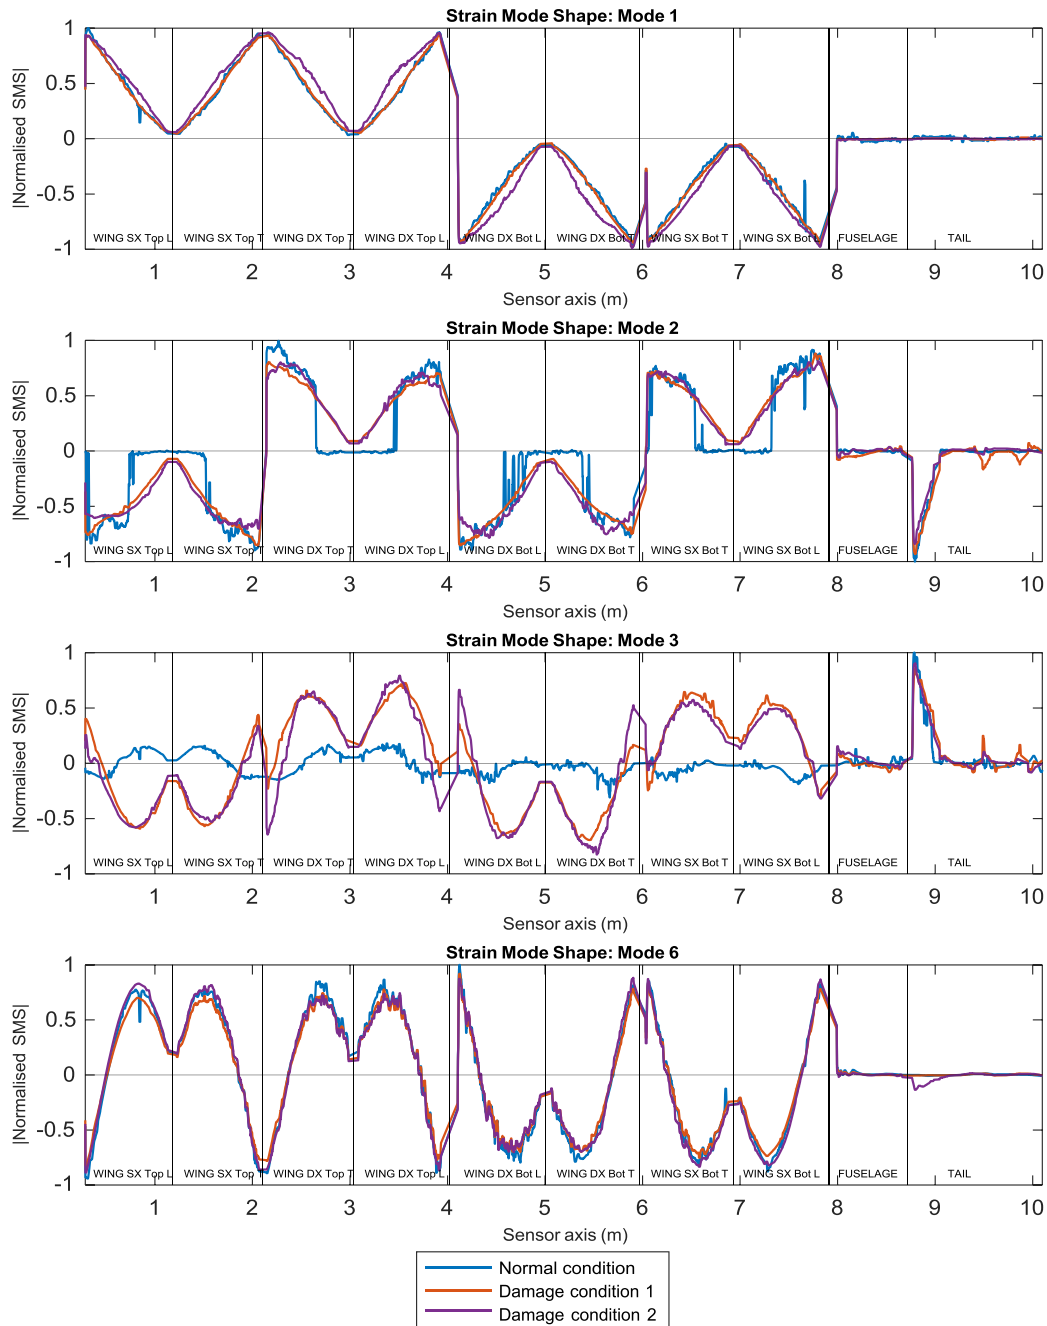 Strain Mode Shape: Mode 1
|Normalised SMS|
1
0.5
0
-0.5
-1
WING SX Top L
WING SX Top T
WING DX Top T
WING DX Top L
WING DX Bot L
WING DX Bot T
WING SX Bot T
WING SX Bot L
FUSELAGE
TAIL
1 2 3 4 5 6 7 8 9 10
Sensor axis (m)
Strain Mode Shape: Mode 2
|Normalised SMS|
1
0.5
0
-0.5
-1
WING SX Top L
WING SX Top T
WING DX Top T
WING DX Top L
WING DX Bot L
WING DX Bot T
WING SX Bot T
WING SX Bot L
FUSELAGE
TAIL
1 2 3 4 5 6 7 8 9 10
Sensor axis (m)
Strain Mode Shape: Mode 3
|Normalised SMS|
1
0.5
0
-0.5
-1
WING SX Top L
WING SX Top T
WING DX Top T
WING DX Top L
WING DX Bot L
WING DX Bot T
WING SX Bot T
WING SX Bot L
FUSELAGE
TAIL
1 2 3 4 5 6 7 8 9 10
Sensor axis (m)
Strain Mode Shape: Mode 6
|Normalised SMS|
1
0.5
0
-0.5
-1
WING SX Top L
WING SX Top T
WING DX Top T
WING DX Top L
WING DX Bot L
WING DX Bot T
WING SX Bot T
WING SX Bot L
FUSELAGE
TAIL
1 2 3 4 5 6 7 8 9 10
Sensor axis (m)
Normal condition
Damage condition 1
Damage condition 2